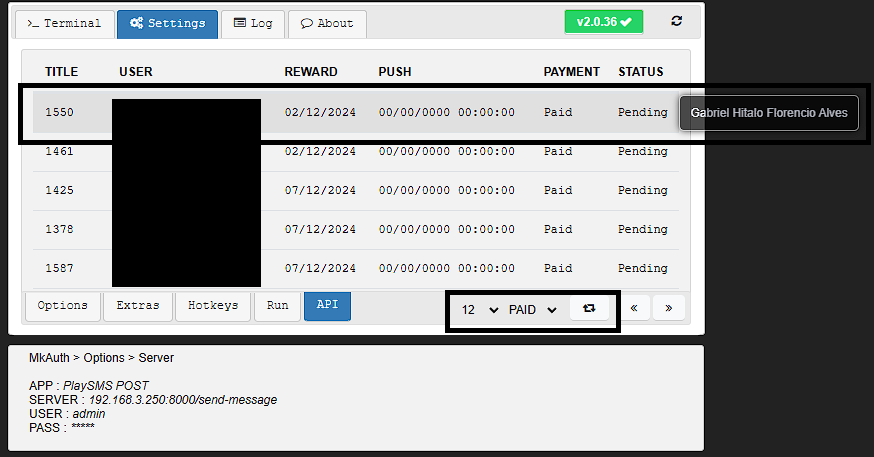 >_ Terminal Settings Log About v2.0.36
TITLE USER REWARD PUSH PAYMENT STATUS
1550 02/12/2024 00/00/0000 00:00:00 Paid Pending Gabriel Hitalo Florencio Alves
1461 02/12/2024 00/00/0000 00:00:00 Paid Pending
1425 07/12/2024 00/00/0000 00:00:00 Paid Pending
1378 07/12/2024 00/00/0000 00:00:00 Paid Pending
1587 07/12/2024 00/00/0000 00:00:00 Paid Pending
Options Extras Hotkeys Run API 12 PAID « »
MkAuth > Options > Server
APP : PlaySMS POST
SERVER : 192.168.3.250:8000/send-message
USER : admin
PASS : *****